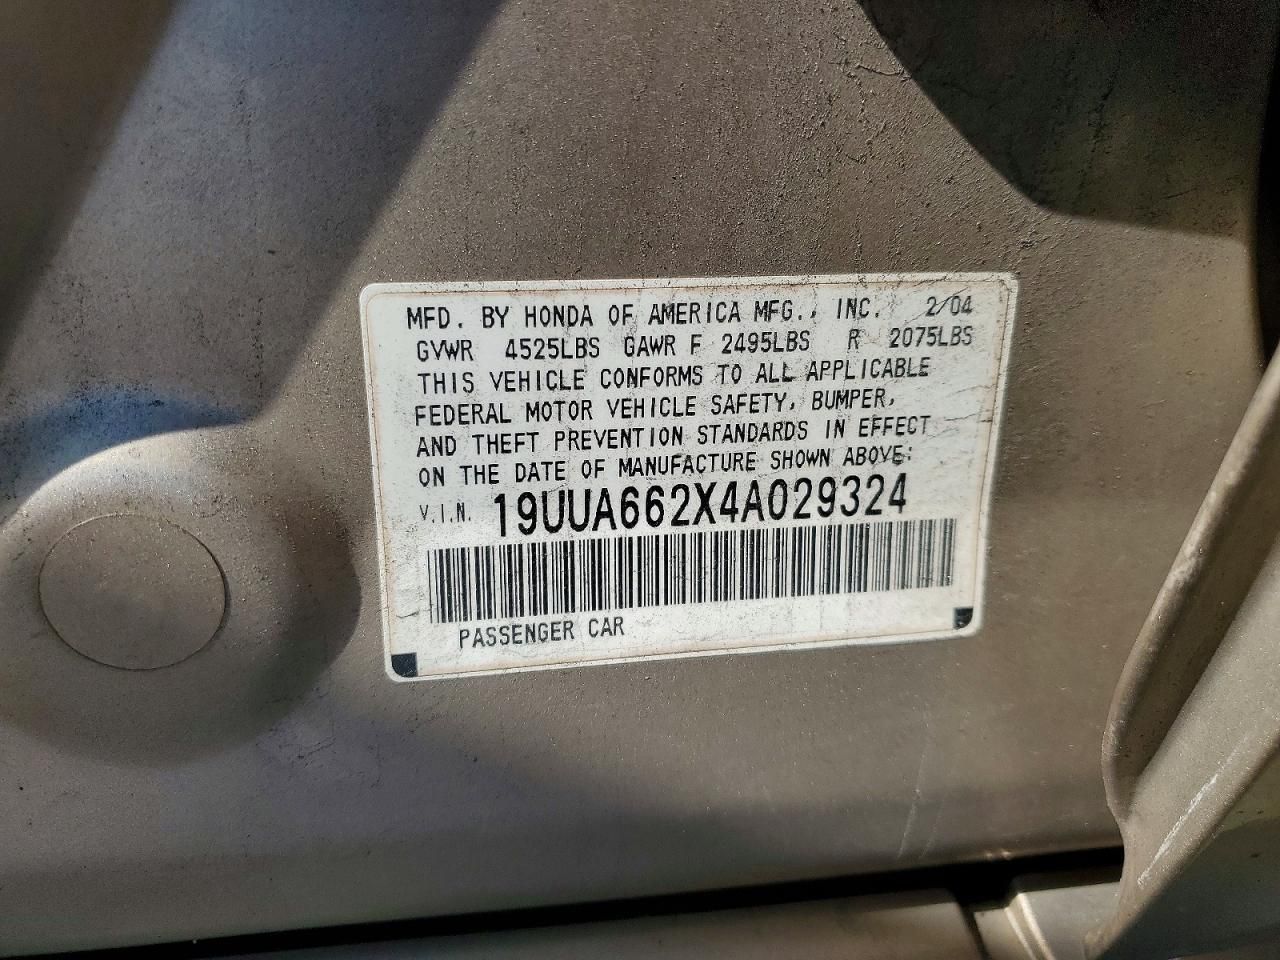 MFD. BY HONDA OF AMERICA MFG., INC. 2/04
GVWR 4525LBS GAWR F 2495LBS R 2075LBS
THIS VEHICLE CONFORMS TO ALL APPLICABLE
FEDERAL MOTOR VEHICLE SAFETY, BUMPER,
AND THEFT PREVENTION STANDARDS IN EFFECT
ON THE DATE OF MANUFACTURE SHOWN ABOVE:
V.I.N. 19UUA662X4A029324
PASSENGER CAR